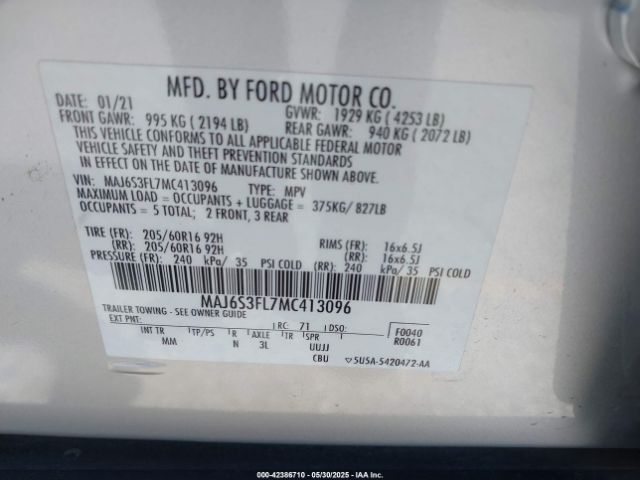 MFD. BY FORD MOTOR CO.
DATE: 01/21 GVWR: 1929 KG ( 4253 LB)
FRONT GAWR: 995 KG ( 2194 LB) REAR GAWR: 940 KG ( 2072 LB)
THIS VEHICLE CONFORMS TO ALL APPLICABLE FEDERAL MOTOR
VEHICLE SAFETY AND THEFT PREVENTION STANDARDS
IN EFFECT ON THE DATE OF MANUFACTURE SHOWN ABOVE.
VIN: MAJ6S3FL7MC413096 TYPE: MPV
MAXIMUM LOAD = OCCUPANTS + LUGGAGE = 375KG/ 827LB
OCCUPANTS = 5 TOTAL; 2 FRONT, 3 REAR
TIRE (FR): 205/60R16 92H RIMS (FR): 16x6.5J
(RR): 205/60R16 92H (RR): 16x6.5J
PRESSURE (FR): 240 kPa/ 35 PSI COLD (RR): 240 kPa/ 35 PSI COLD
MAJ6S3FL7MC413096
TRAILER TOWING - SEE OWNER GUIDE
EXT PNT: RC: 71 DSO: F0040
R0061
INT TR TP/PS R AXLE TR SPR
MM N 3L UUJJ
CBU 5U5A-5420472-AA
000-42386710 - 05/30/2025 - IAA Inc.